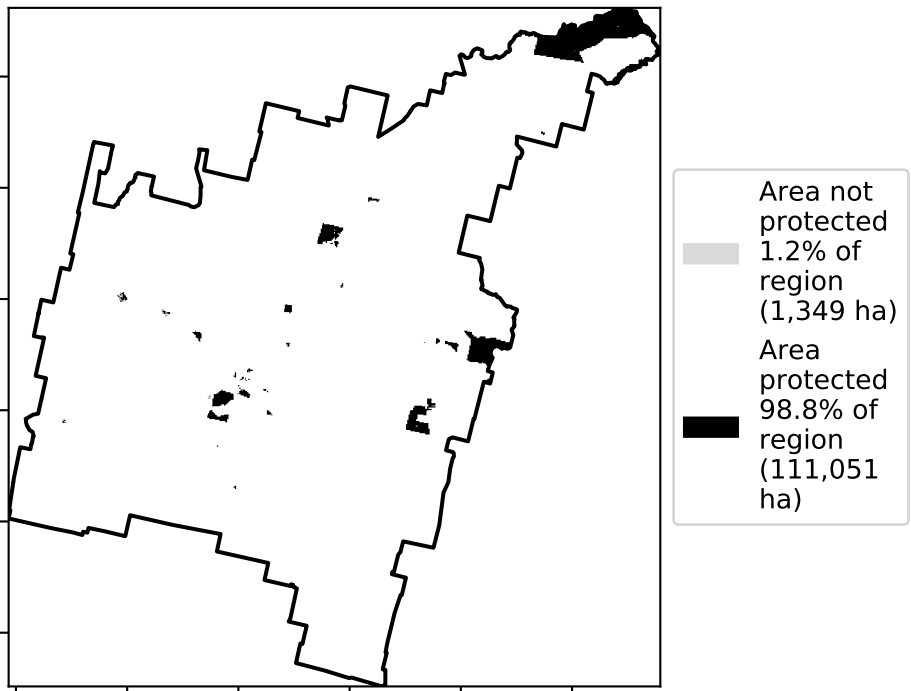 Area not
protected
1.2% of
region
(1,349 ha)
Area
protected
98.8% of
region
(111,051
ha)